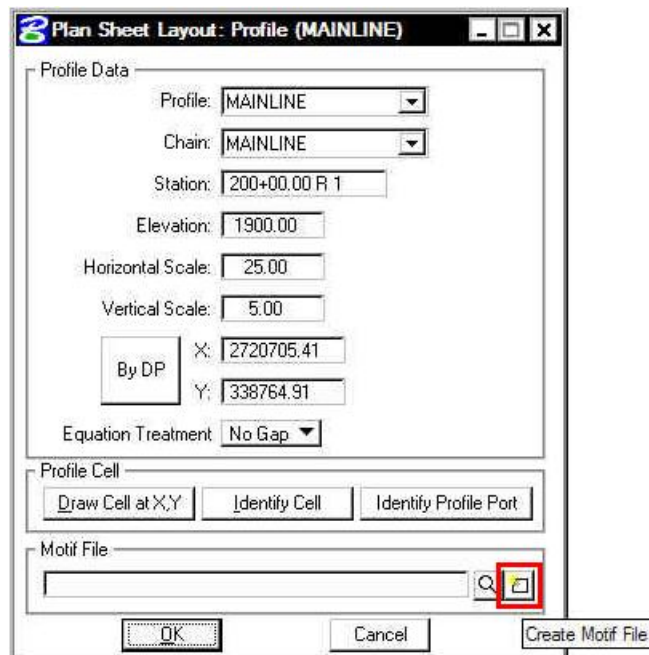 Plan Sheet Layout: Profile (MAINLINE)
Profile Data
Profile: MAINLINE
Chain: MAINLINE
Station: 200+00.00 R 1
Elevation: 1900.00
Horizontal Scale: 25.00
Vertical Scale: 5.00
By DP
X: 2720705.41
Y: 338764.91
Equation Treatment No Gap
Profile Cell
Draw Cell at X,Y Identify Cell Identify Profile Port
Motif File
OK Cancel Create Motif File